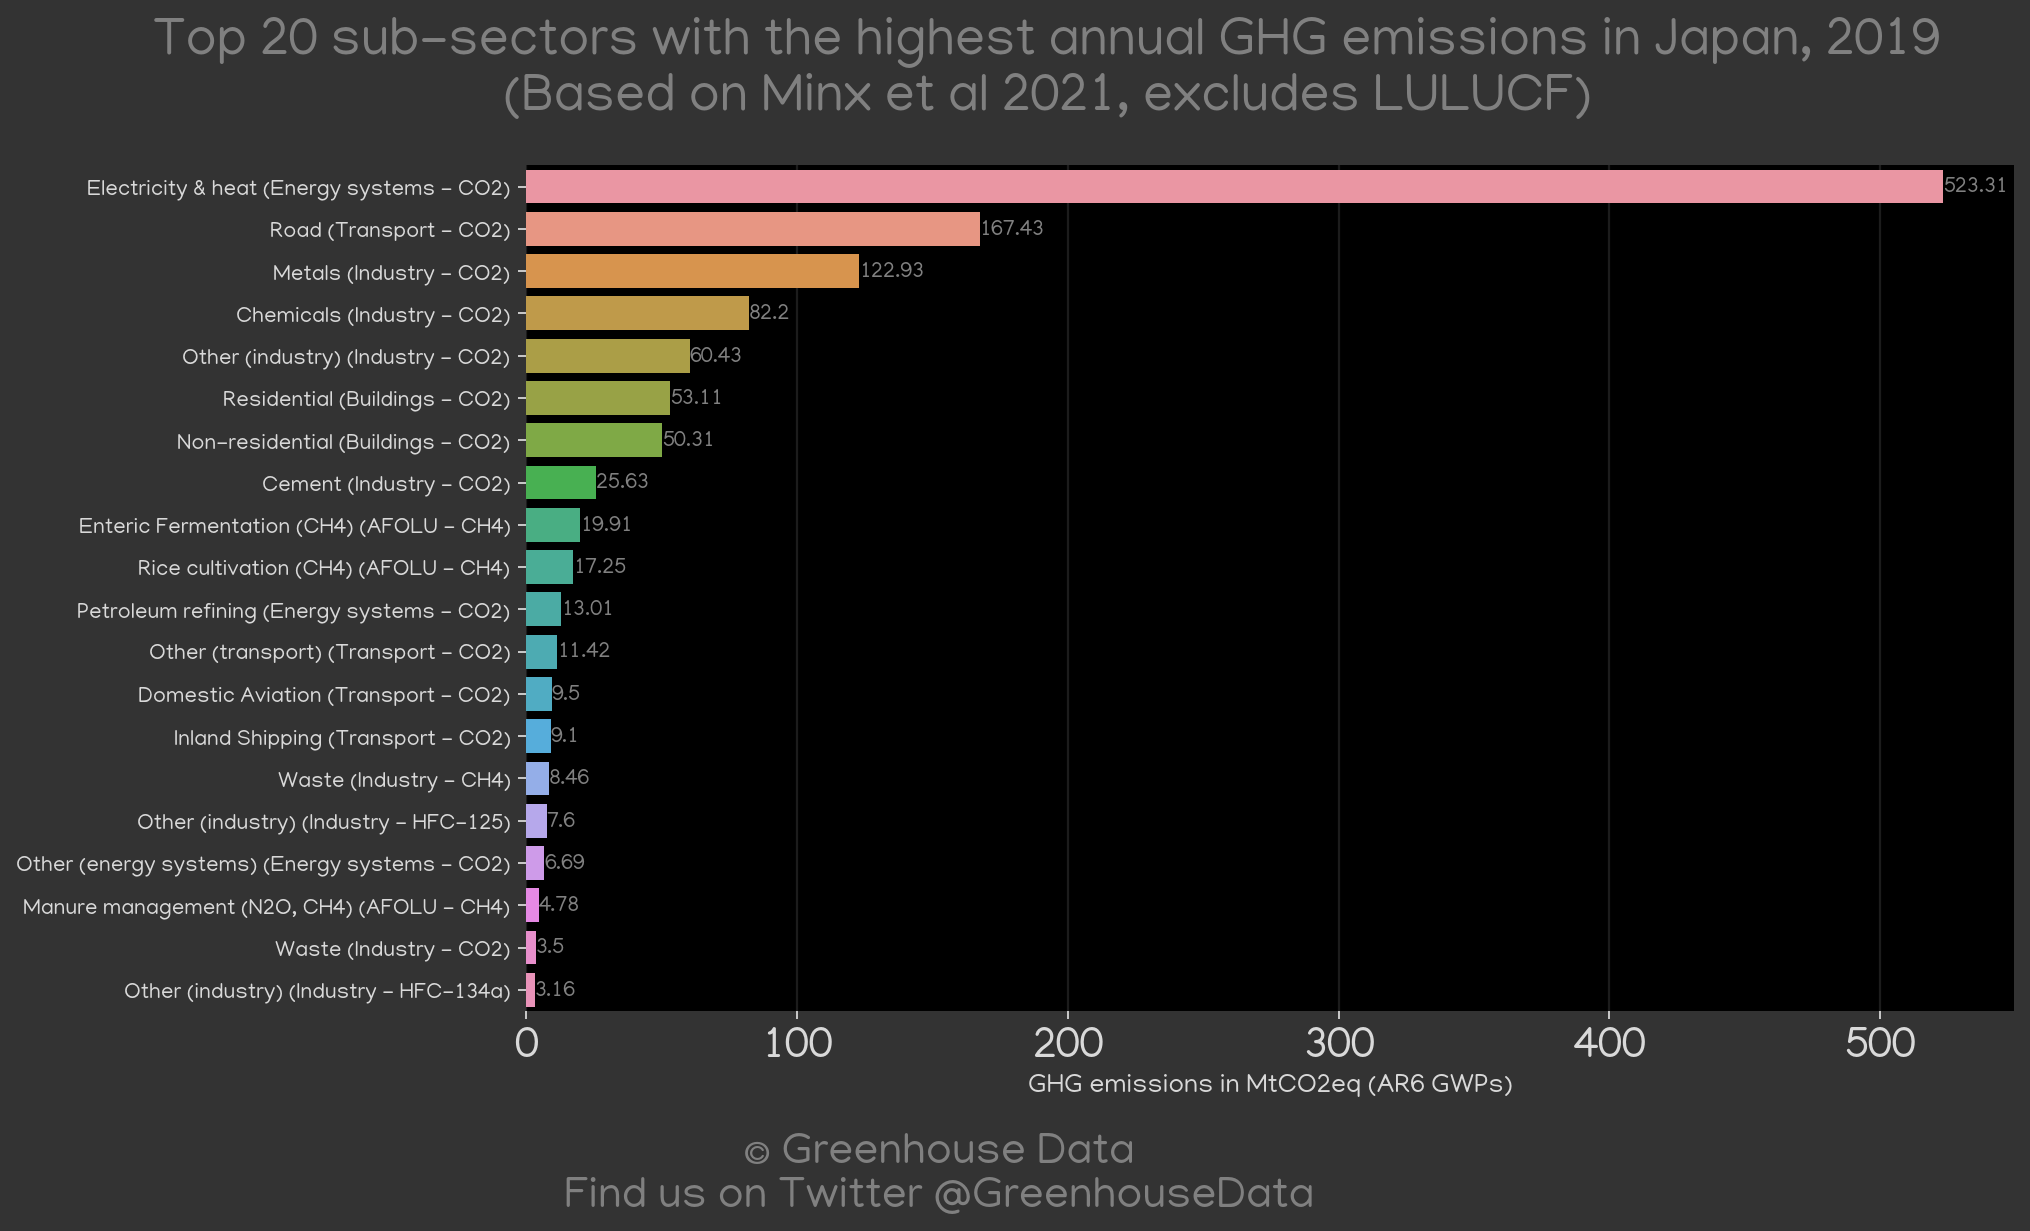 Top 20 sub-sectors with the highest annual GHG emissions in Japan, 2019
(Based on Minx et al 2021, excludes LULUCF)
Electricity & heat (Energy systems - CO2) 523.31
Road (Transport - CO2) 167.43
Metals (Industry - CO2) 122.93
Chemicals (Industry - CO2) 82.2
Other (industry) (Industry - CO2) 60.43
Residential (Buildings - CO2) 53.11
Non-residential (Buildings - CO2) 50.31
Cement (Industry - CO2) 25.63
Enteric Fermentation (CH4) (AFOLU - CH4) 19.91
Rice cultivation (CH4) (AFOLU - CH4) 17.25
Petroleum refining (Energy systems - CO2) 13.01
Other (transport) (Transport - CO2) 11.42
Domestic Aviation (Transport - CO2) 9.5
Inland Shipping (Transport - CO2) 9.1
Waste (Industry - CH4) 8.46
Other (industry) (Industry - HFC-125) 7.6
Other (energy systems) (Energy systems - CO2) 6.69
Manure management (N2O, CH4) (AFOLU - CH4) 4.78
Waste (Industry - CO2) 3.5
Other (industry) (Industry - HFC-134a) 3.16
0 100 200 300 400 500
GHG emissions in MtCO2eq (AR6 GWPs)
© Greenhouse Data
Find us on Twitter @GreenhouseData